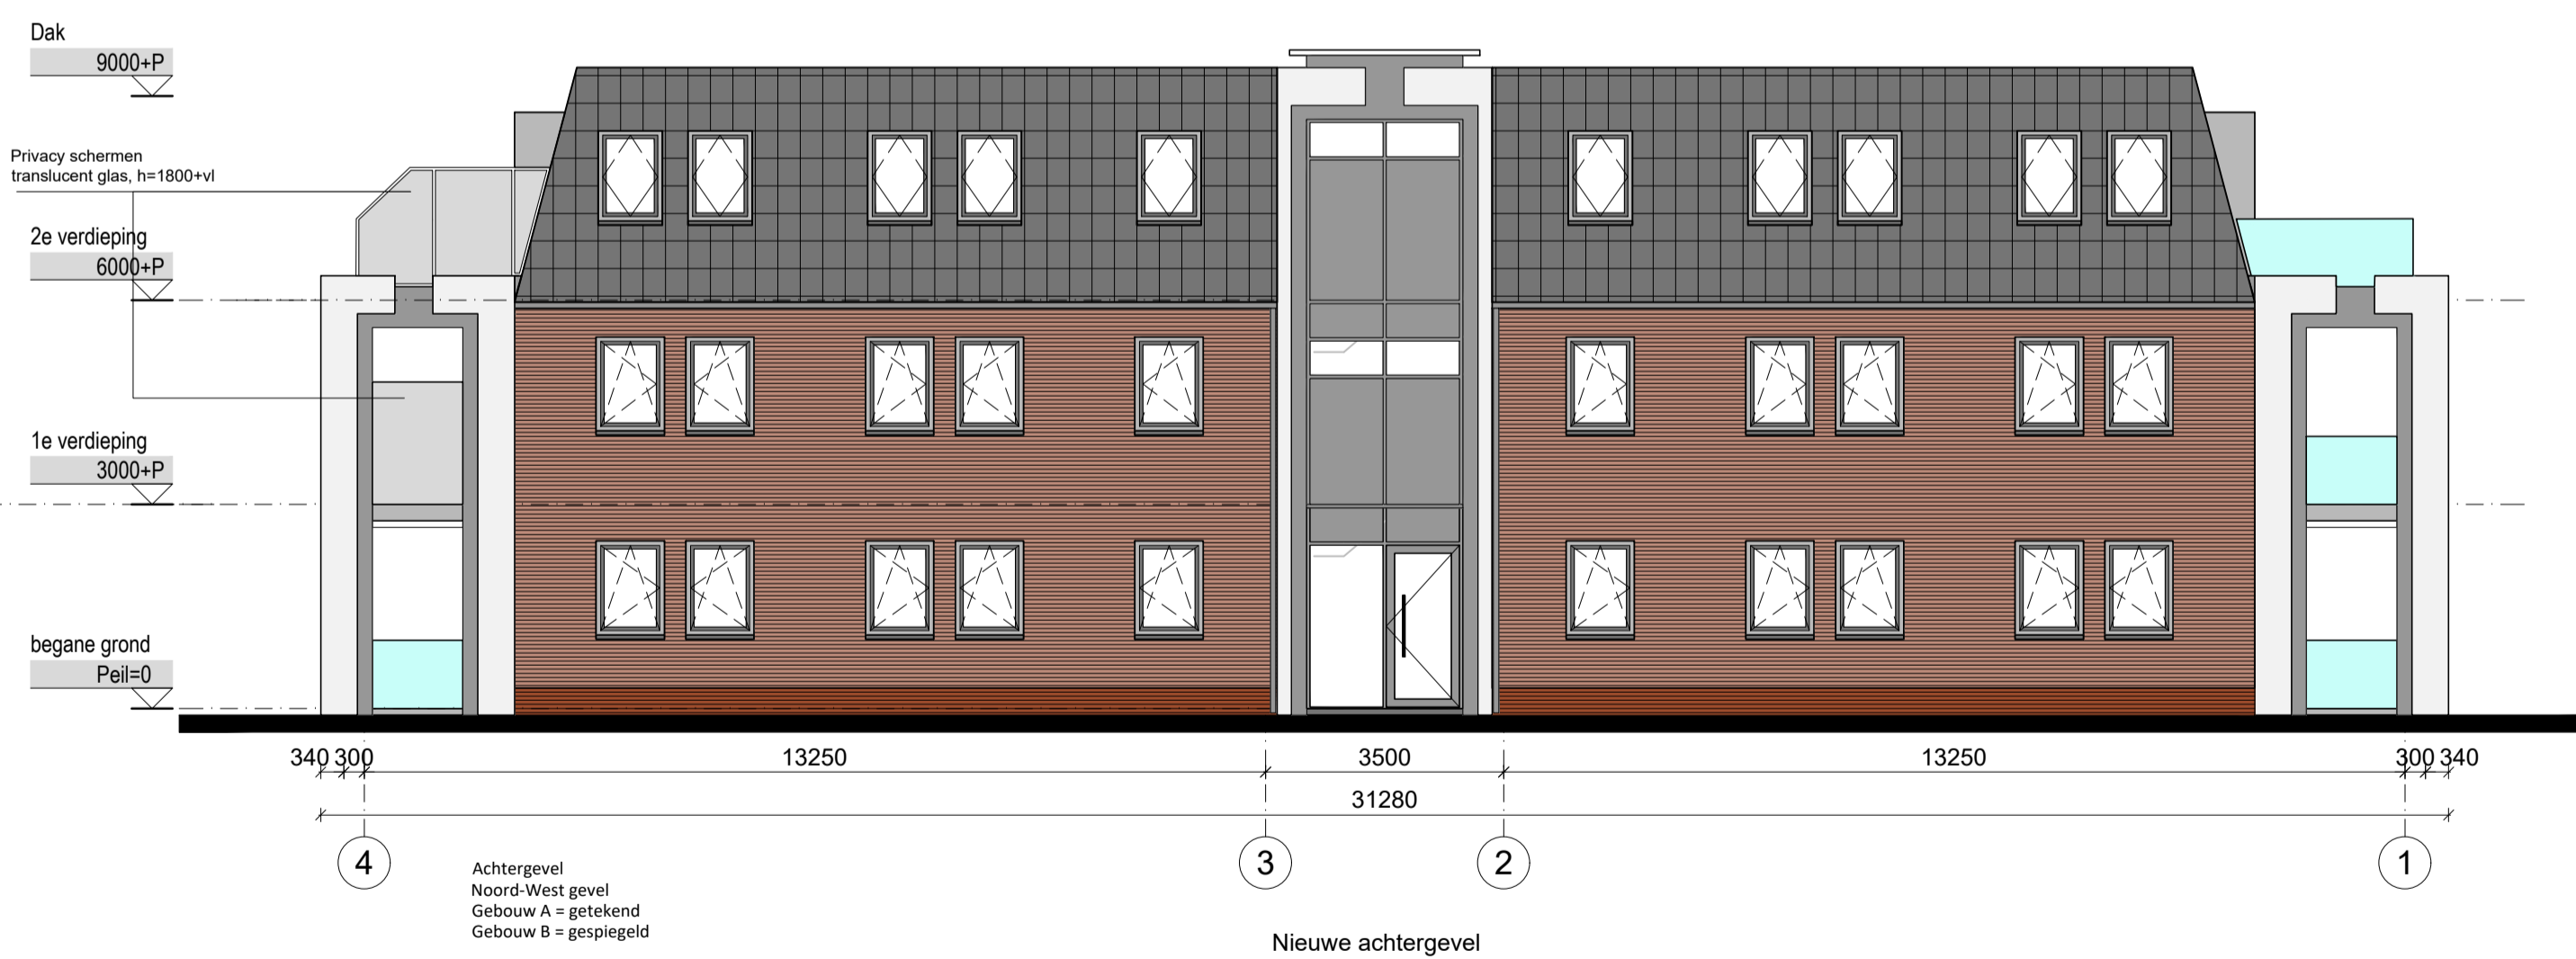 Dak
9000+P
Privacy schermen
translucent glas, h=1800+vl
2e verdieping
6000+P
1e verdieping
3000+P
begane grond
Peil=0
340 300 13250 3500 13250 300 340
31280
4 3 2 1
Achtergevel
Noord-West gevel
Gebouw A = getekend
Gebouw B = gespiegeld
Nieuwe achtergevel